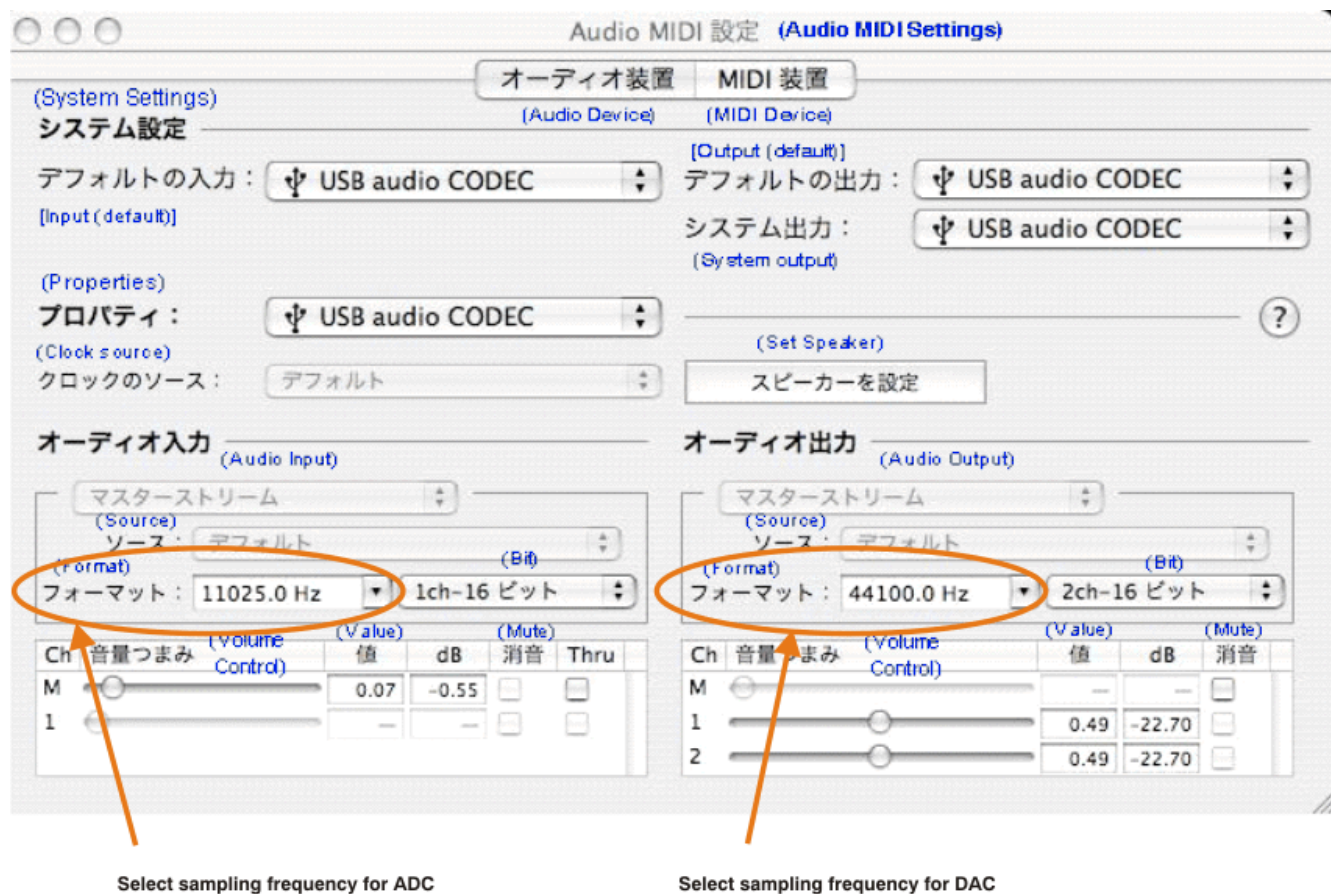 Audio MIDI 設定 (Audio MIDI Settings)
オーディオ装置 MIDI 装置
(Audio Device) (MIDI Device)
(System Settings)
システム設定
デフォルトの入力： USB audio CODEC
[Input (default)]
[Output (default)]
デフォルトの出力： USB audio CODEC
システム出力： USB audio CODEC
(System output)
(Properties)
プロパティ： USB audio CODEC
?
(Clock source)
クロックのソース： デフォルト
(Set Speaker)
スピーカーを設定
オーディオ入力
(Audio Input)
マスターストリーム
(Source)
ソース： デフォルト
(Format) (Bit)
フォーマット： 11025.0 Hz 1ch-16 ビット
(Volume Control) (Value) (Mute)
Ch 音量つまみ 値 dB 消音 Thru
M 0.07 -0.55
1 — —
オーディオ出力
(Audio Output)
マスターストリーム
(Source)
ソース： デフォルト
(Format) (Bit)
フォーマット： 44100.0 Hz 2ch-16 ビット
(Volume Control) (Value) (Mute)
Ch 音量つまみ 値 dB 消音
M — —
1 0.49 -22.70
2 0.49 -22.70
Select sampling frequency for ADC
Select sampling frequency for DAC